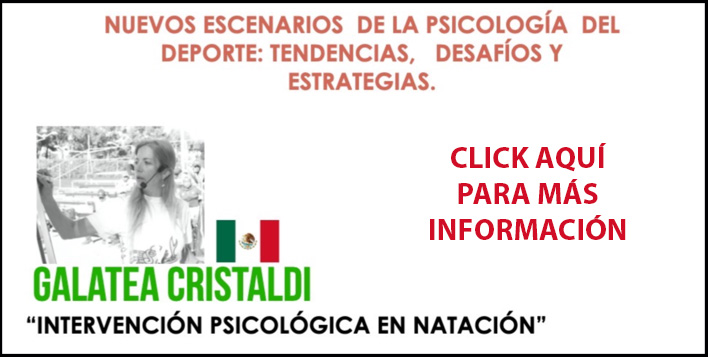 NUEVOS ESCENARIOS DE LA PSICOLOGÍA DEL
DEPORTE: TENDENCIAS, DESAFÍOS Y
ESTRATEGIAS.
CLICK AQUÍ
PARA MÁS
INFORMACIÓN
GALATEA CRISTALDI
“INTERVENCIÓN PSICOLÓGICA EN NATACIÓN”